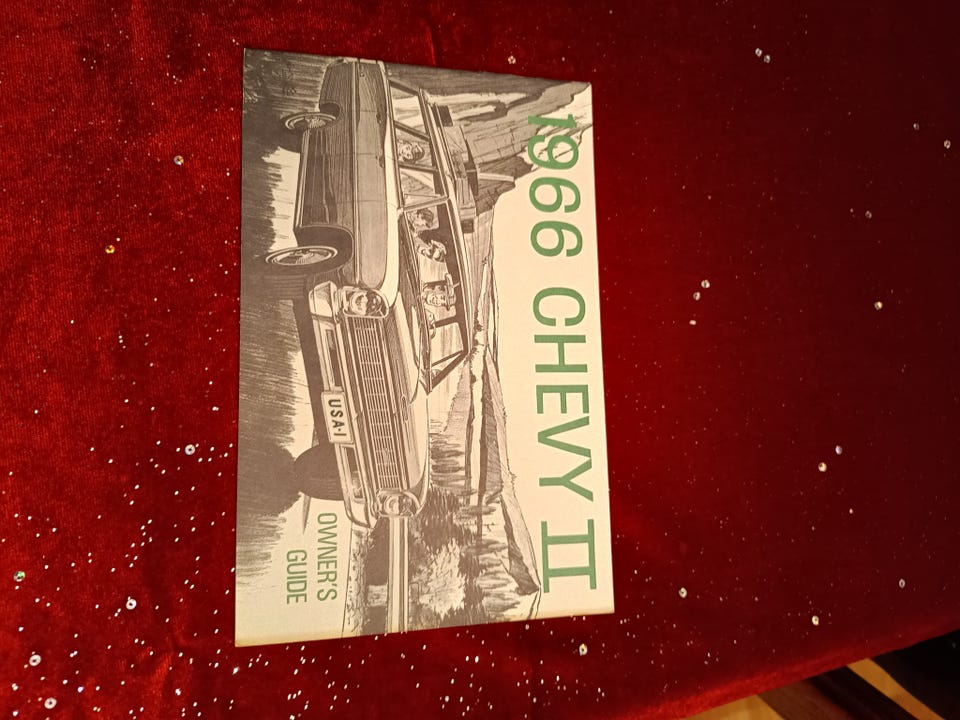 1966 CHEVY II
USA-1
OWNER'S
GUIDE